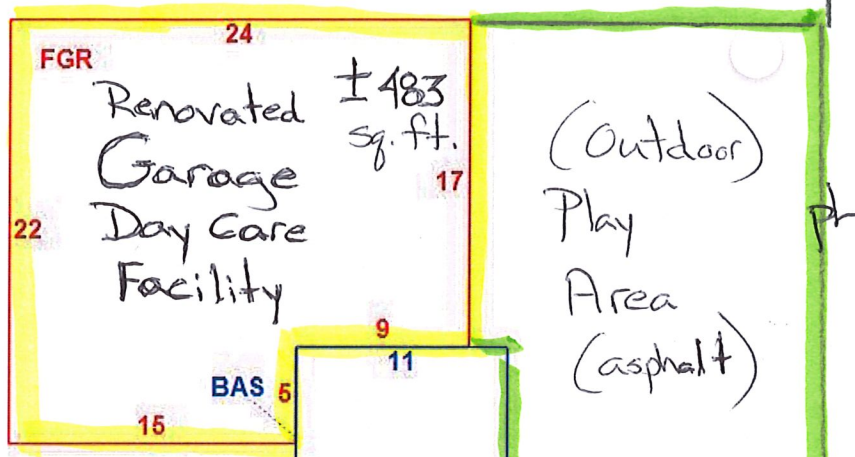 24
FGR
Renovated
Garage
Day Care
Facility
± 483
sq. ft.
17
22
9
11
BAS
5
15
(Outdoor)
Play
Area
(asphalt)